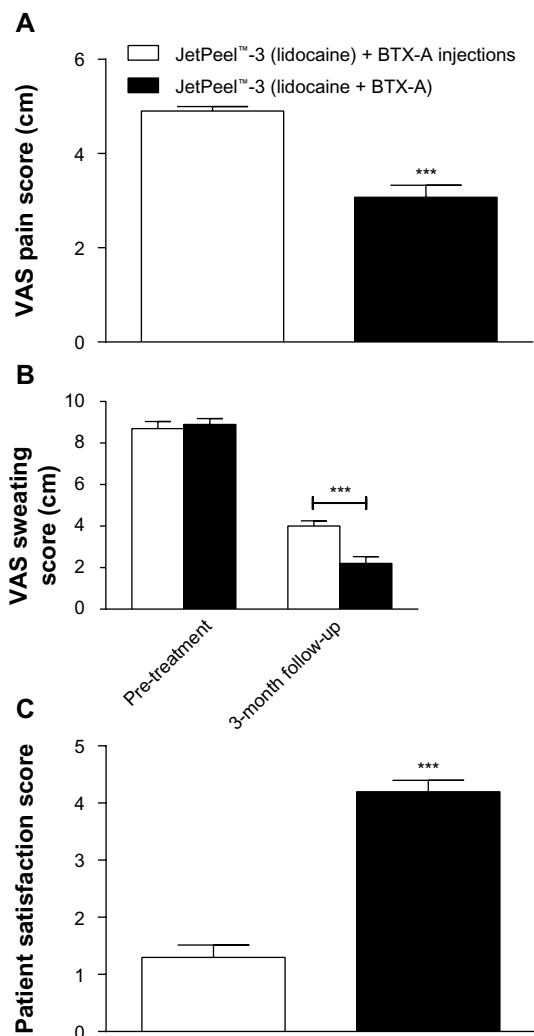 A
JetPeel™-3 (lidocaine) + BTX-A injections
JetPeel™-3 (lidocaine + BTX-A)
VAS pain score (cm)
6
4
2
0
***
B
VAS sweating
score (cm)
10
8
6
4
2
0
***
Pre-treatment
3-month follow-up
C
Patient satisfaction score
5
4
3
2
1
0
***